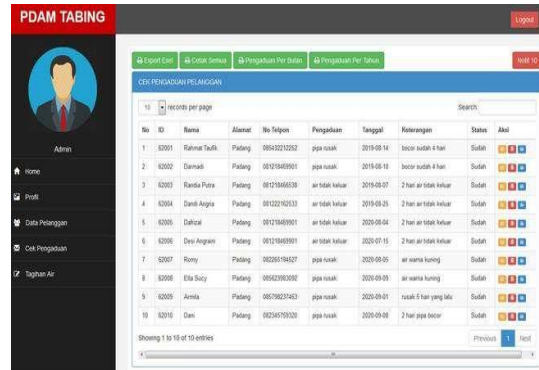 PDAM TABING
Logout
Admin
Home
Profil
Data Pelanggan
Cek Pengaduan
Tagihan Air
Export Exel Cetak Semua Pengaduan Per Bulan Pengaduan Per Tahun Notif 10
CEK PENGADUAN PELANGGAN
10 records per page Search:
No ID Nama Alamat No Telpon Pengaduan Tanggal Keterangan Status Aksi
1 62001 Rahmat Taufik Padang 085432212252 pipa rusak 2019-08-14 bocor sudah 4 hari Sudah
2 62002 Darmadi Padang 081218469901 pipa rusak 2019-08-10 bocor sudah 4 hari Sudah
3 62003 Randia Putra Padang 081218466538 air tidak keluar 2019-08-07 2 hari air tidak keluar Sudah
4 62004 Dandi Angria Padang 081222162533 air tidak keluar 2019-08-25 2 hari air tidak keluar Sudah
5 62005 Dafrizal Padang 081218469901 air tidak keluar 2020-08-04 2 hari air tidak keluar Sudah
6 62006 Desi Angraini Padang 081218469901 air tidak keluar 2020-07-15 2 hari air tidak keluar Sudah
7 62007 Romy Padang 082265194527 pipa rusak 2020-08-05 air warna kuning Sudah
8 62008 Elta Sucy Padang 085623983092 pipa rusak 2020-09-09 air warna kuning Sudah
9 62009 Armila Padang 085798237463 pipa rusak 2020-09-01 rusak 5 hari yang lalu Sudah
10 62010 Dani Padang 082345759320 pipa rusak 2020-09-08 2 hari pipa bocor Sudah
Showing 1 to 10 of 10 entries Previous 1 Next